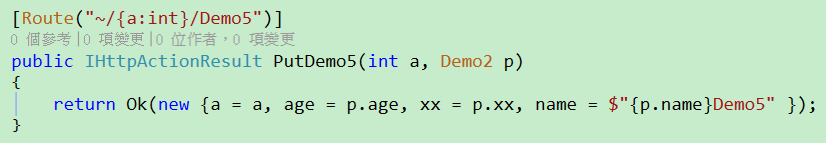 [Route("~/{a:int}/Demo5")]
0 個參考|0 項變更|0 位作者，0 項變更
public IHttpActionResult PutDemo5(int a, Demo2 p)
{
    return Ok(new {a = a, age = p.age, xx = p.xx, name = $"{p.name}Demo5" });
}